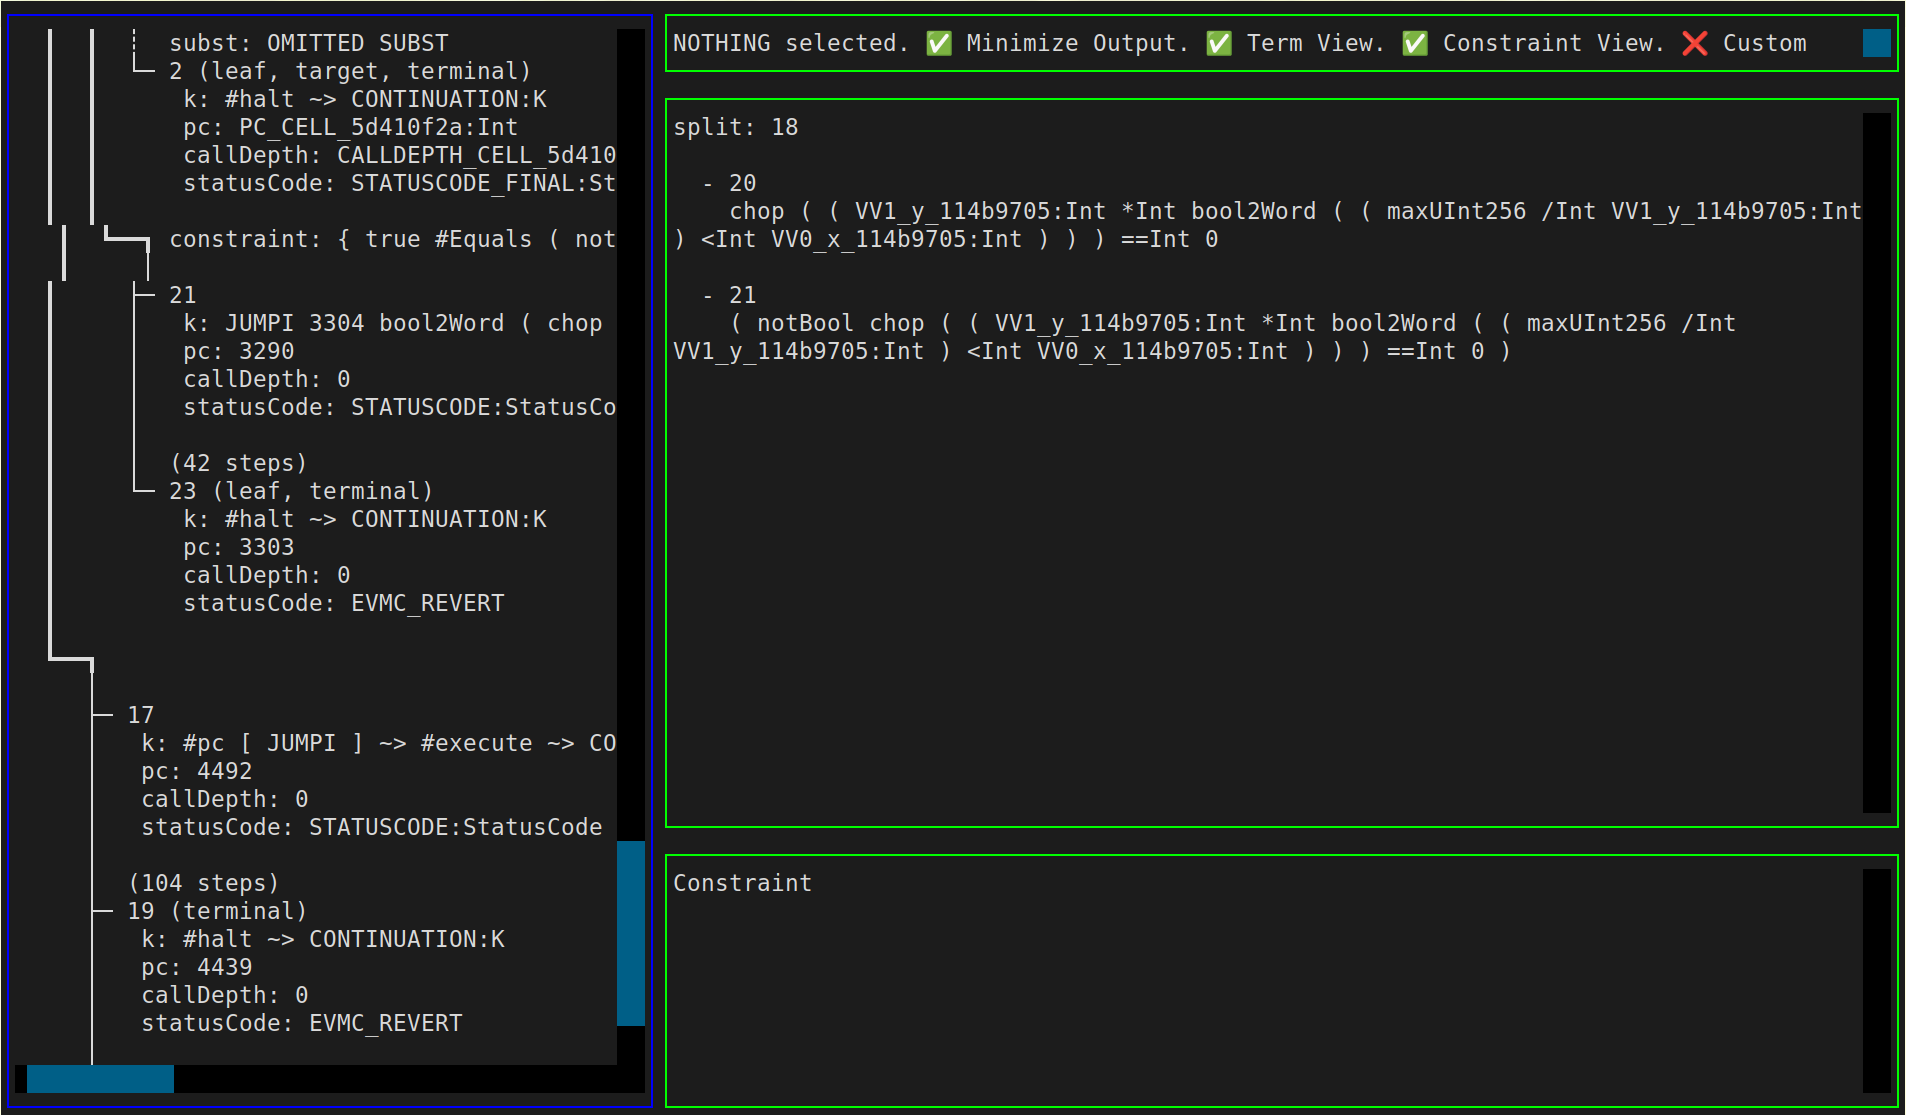 subst: OMITTED SUBST
2 (leaf, target, terminal)
k: #halt ~> CONTINUATION:K
pc: PC_CELL_5d410f2a:Int
callDepth: CALLDEPTH_CELL_5d410
statusCode: STATUSCODE_FINAL:St
constraint: { true #Equals ( not
21
k: JUMPI 3304 bool2Word ( chop
pc: 3290
callDepth: 0
statusCode: STATUSCODE:StatusCo
(42 steps)
23 (leaf, terminal)
k: #halt ~> CONTINUATION:K
pc: 3303
callDepth: 0
statusCode: EVMC_REVERT
17
k: #pc [ JUMPI ] ~> #execute ~> CO
pc: 4492
callDepth: 0
statusCode: STATUSCODE:StatusCode
(104 steps)
19 (terminal)
k: #halt ~> CONTINUATION:K
pc: 4439
callDepth: 0
statusCode: EVMC_REVERT
NOTHING selected. ✅ Minimize Output. ✅ Term View. ✅ Constraint View. ❌ Custom
split: 18
- 20
chop ( ( VV1_y_114b9705:Int *Int bool2Word ( ( maxUInt256 /Int VV1_y_114b9705:Int
) <Int VV0_x_114b9705:Int ) ) ) ==Int 0
- 21
( notBool chop ( ( VV1_y_114b9705:Int *Int bool2Word ( ( maxUInt256 /Int
VV1_y_114b9705:Int ) <Int VV0_x_114b9705:Int ) ) ) ==Int 0 )
Constraint